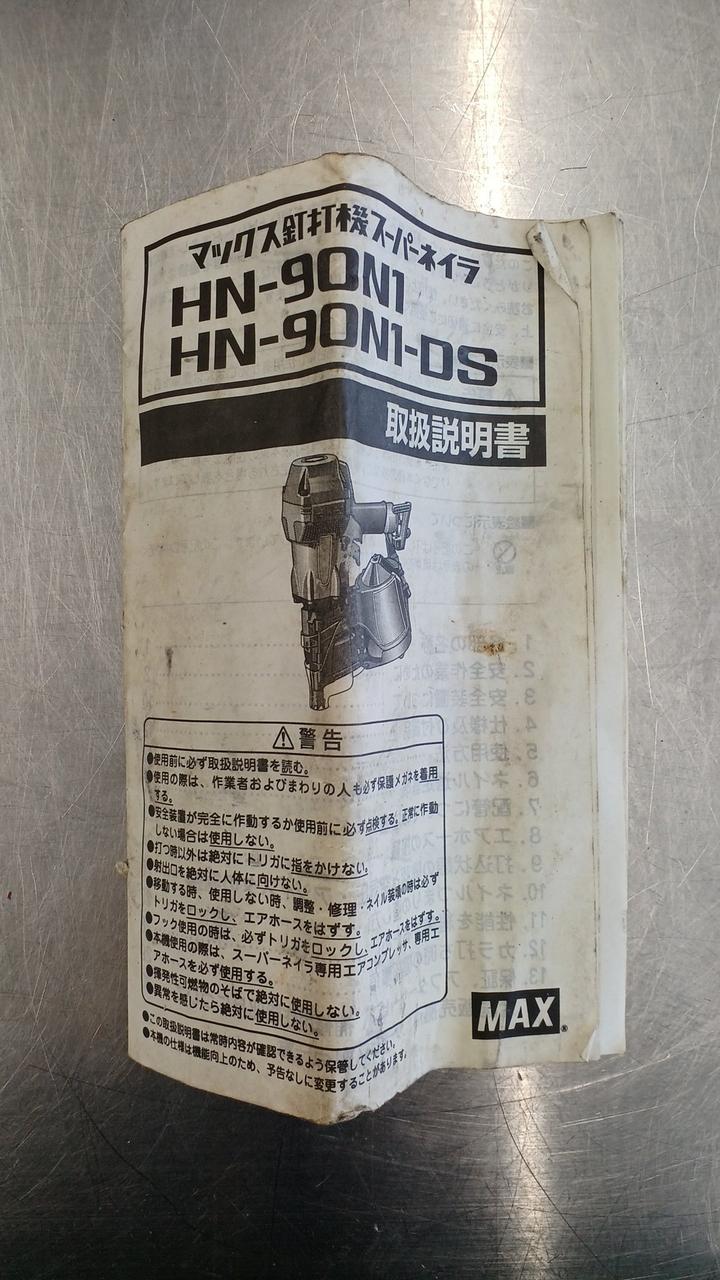 マックス釘打機スーパーネイラ
HN-90N1
HN-90N1-DS
取扱説明書
警告
●使用前に必ず取扱説明書を読む。
●使用の際は、作業者およびまわりの人も必ず保護メガネを着用
する。
●安全装置が完全に作動するか使用前に必ず点検する。正常に作動
しない場合は使用しない。
●打つ時以外は絶対にトリガに指をかけない。
●射出口を絶対に人体に向けない。
●移動する時、使用しない時、調整・修理・ネイル装填の時は必ず
トリガをロックし、エアホースをはずす。
●フック使用の時は、必ずトリガをロックし、エアホースをはずす。
●本機使用の際は、スーパーネイラ専用エアコンプレッサ、専用エ
アホースを必ず使用する。
●揮発性可燃物のそばで絶対に使用しない。
●異常を感じたら絶対に使用しない。
MAX®
●この取扱説明書は常時内容が確認できるよう保管してください。
●本機の仕様は機能向上のため、予告なしに変更することがあります。